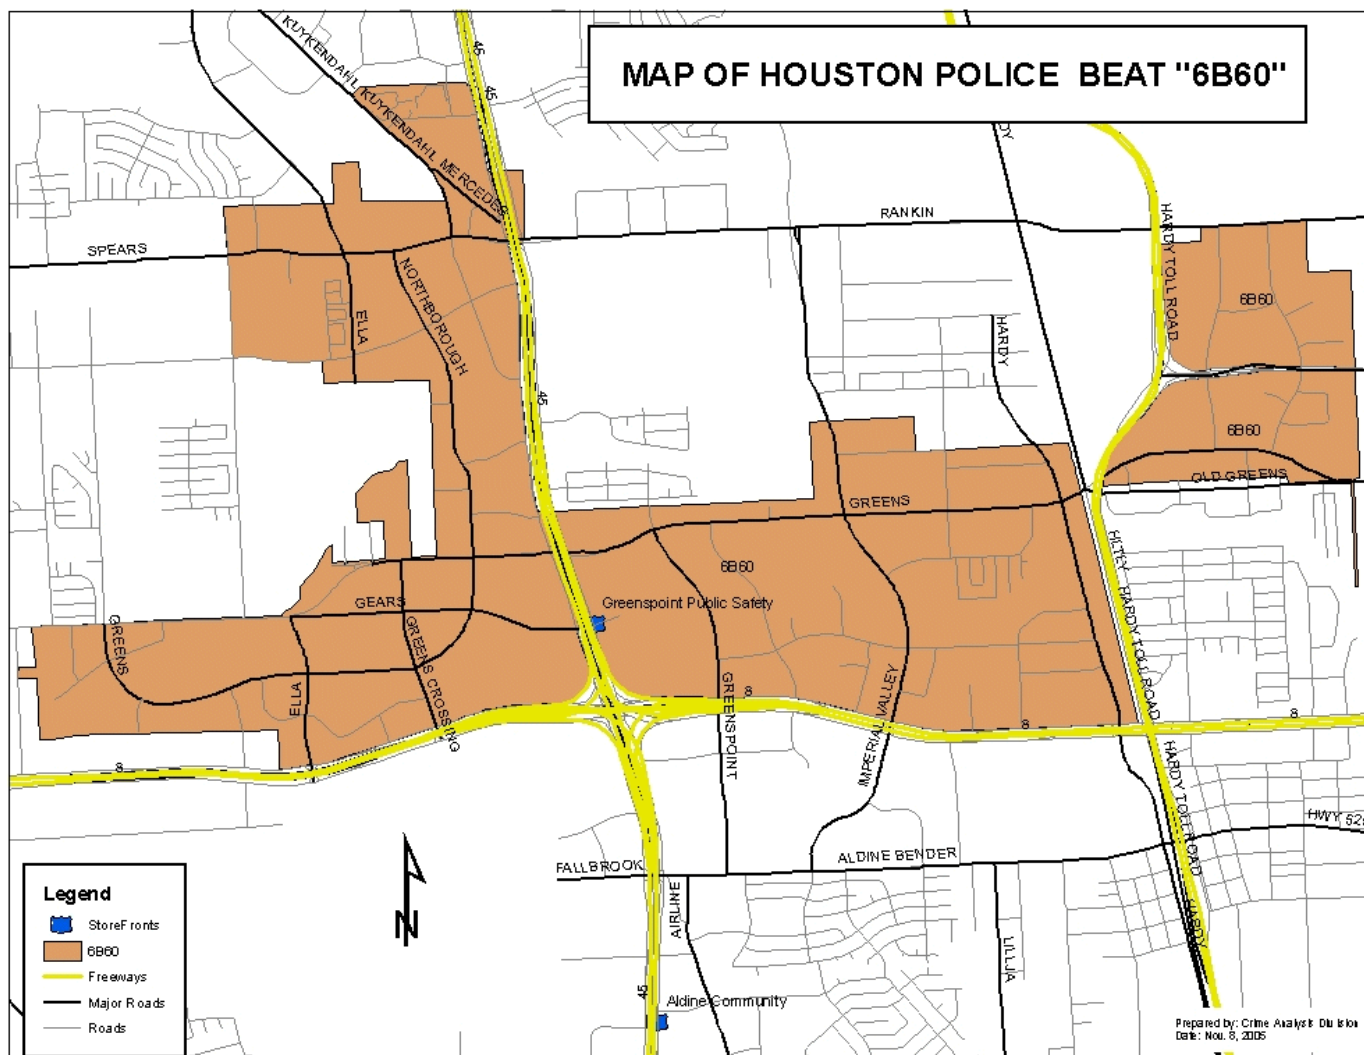 MAP OF HOUSTON POLICE BEAT "6B60"
KUYKENDAHL
KUYKENDAHL
KUYKENDAHL
MERCEDES
45
45
SPEARS
RANKIN
HARDY TOLL ROAD
6B60
ELLA
NORTHBOROUGH
HARDY
45
6B60
OLD GREENS
GREENS
6B60
Greenspoint Public Safety
GEARS
GREENS
GREENS CROSSING
ELLA
HARDY TOLL ROAD
GREENSPOINT
IMPERIAL VALLEY
8
8
8
8
HARDY TOLL ROAD
FALLBROOK
ALDINE BENDER
AIRLINE
LILLJA
HARDY
45
Aldine Community
N
Legend
StoreFronts
6B60
Freeways
Major Roads
Roads
Prepared by: Crime Analysis Division
Date: Nov. 8, 2005